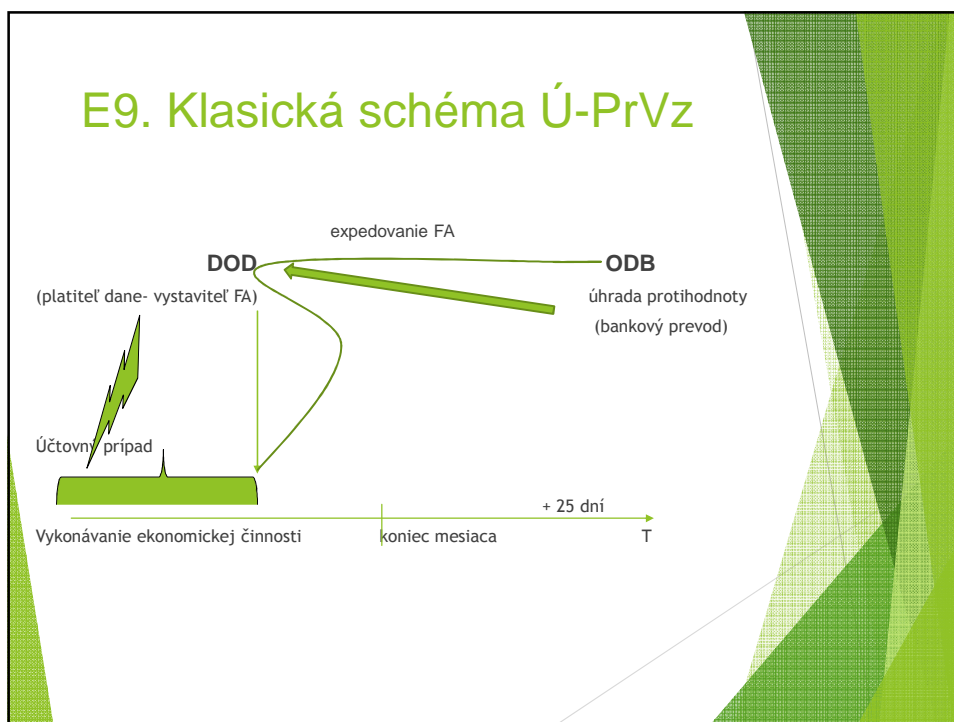 E9. Klasická schéma Ú-PrVz
expedovanie FA
DOD
ODB
(platiteľ dane- vystaviteľ FA)
úhrada protihodnoty
(bankový prevod)
Účtovný prípad
+ 25 dní
Vykonávanie ekonomickej činnosti
koniec mesiaca
T